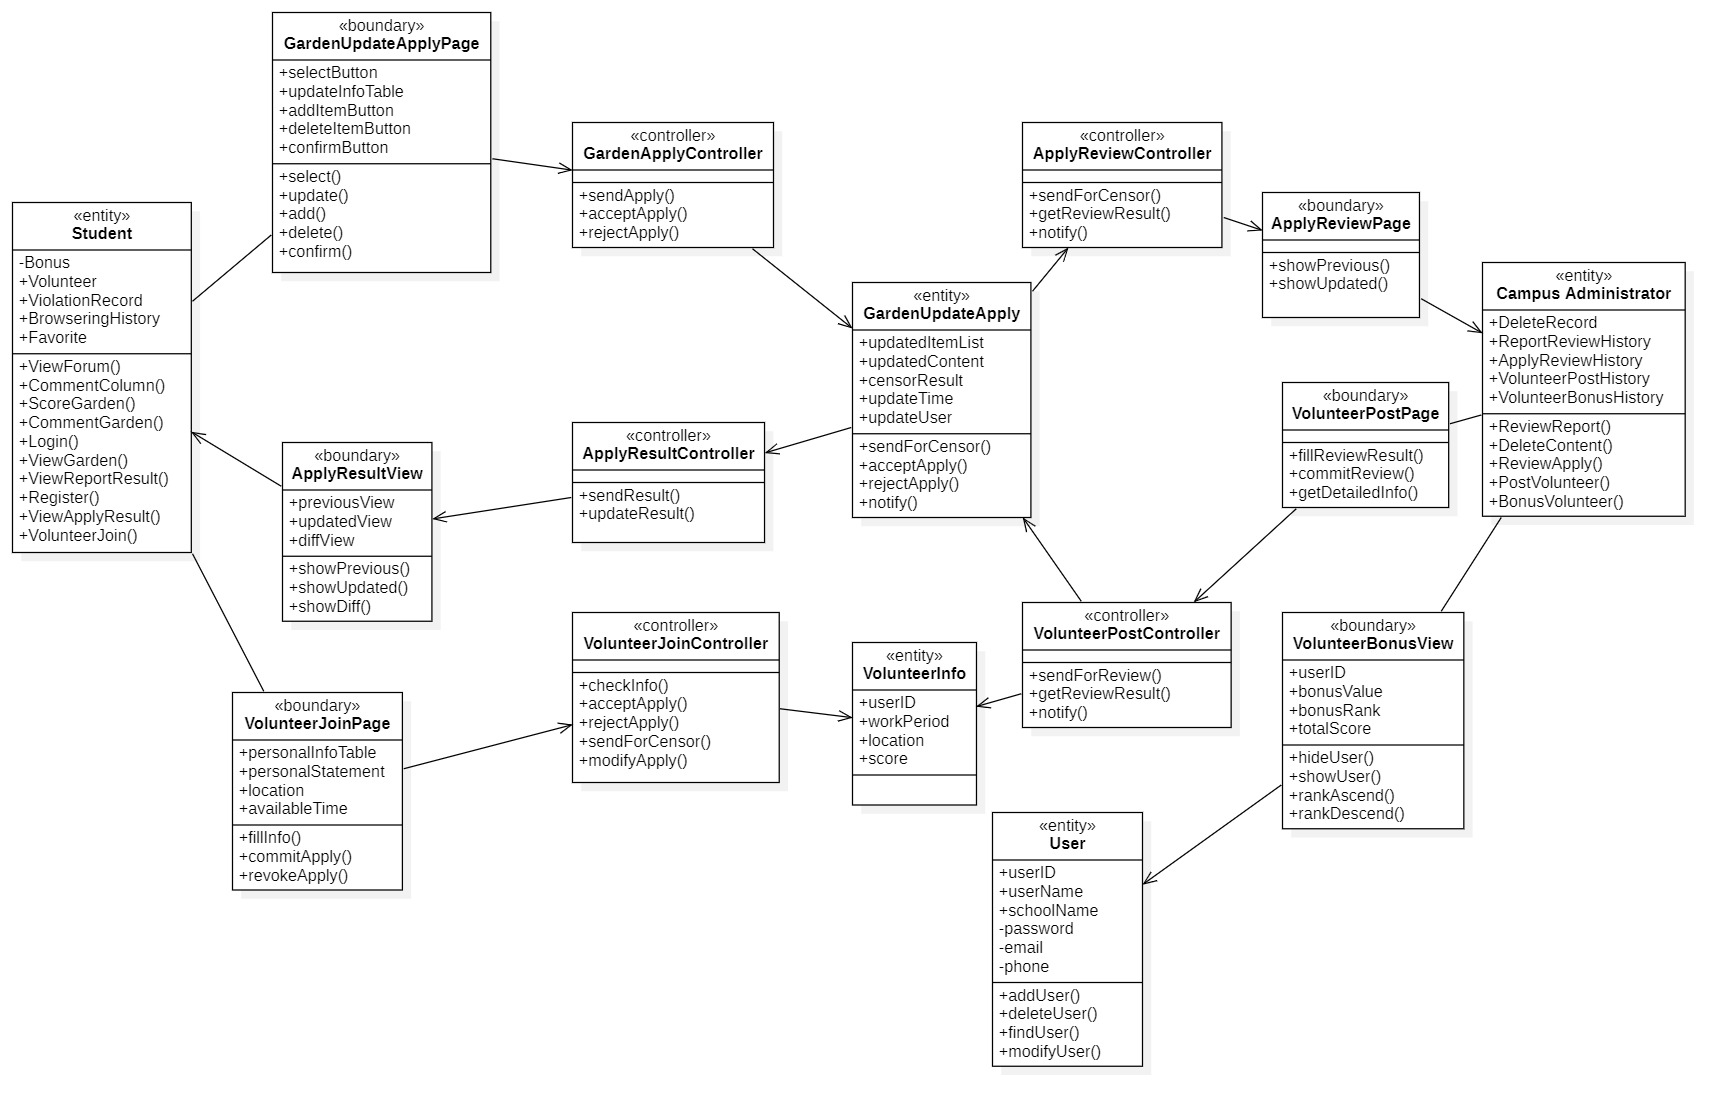 «boundary»
GardenUpdateApplyPage
+selectButton
+updateInfoTable
+addItemButton
+deleteItemButton
+confirmButton
+select()
+update()
+add()
+delete()
+confirm()
«controller»
GardenApplyController
+sendApply()
+acceptApply()
+rejectApply()
«controller»
ApplyReviewController
+sendForCensor()
+getReviewResult()
+notify()
«boundary»
ApplyReviewPage
+showPrevious()
+showUpdated()
«entity»
Student
-Bonus
+Volunteer
+ViolationRecord
+BrowseringHistory
+Favorite
+ViewForum()
+CommentColumn()
+ScoreGarden()
+CommentGarden()
+Login()
+ViewGarden()
+ViewReportResult()
+Register()
+ViewApplyResult()
+VolunteerJoin()
«entity»
GardenUpdateApply
+updatedItemList
+updatedContent
+censorResult
+updateTime
+updateUser
+sendForCensor()
+acceptApply()
+rejectApply()
+notify()
«entity»
Campus Administrator
+DeleteRecord
+ReportReviewHistory
+ApplyReviewHistory
+VolunteerPostHistory
+VolunteerBonusHistory
+ReviewReport()
+DeleteContent()
+ReviewApply()
+PostVolunteer()
+BonusVolunteer()
«boundary»
VolunteerPostPage
+fillReviewResult()
+commitReview()
+getDetailedInfo()
«boundary»
ApplyResultView
+previousView
+updatedView
+diffView
+showPrevious()
+showUpdated()
+showDiff()
«controller»
ApplyResultController
+sendResult()
+updateResult()
«controller»
VolunteerJoinController
+checkInfo()
+acceptApply()
+rejectApply()
+sendForCensor()
+modifyApply()
«entity»
VolunteerInfo
+userID
+workPeriod
+location
+score
«controller»
VolunteerPostController
+sendForReview()
+getReviewResult()
+notify()
«boundary»
VolunteerBonusView
+userID
+bonusValue
+bonusRank
+totalScore
+hideUser()
+showUser()
+rankAscend()
+rankDescend()
«boundary»
VolunteerJoinPage
+personalInfoTable
+personalStatement
+location
+availableTime
+fillInfo()
+commitApply()
+revokeApply()
«entity»
User
+userID
+userName
+schoolName
-password
-email
-phone
+addUser()
+deleteUser()
+findUser()
+modifyUser()